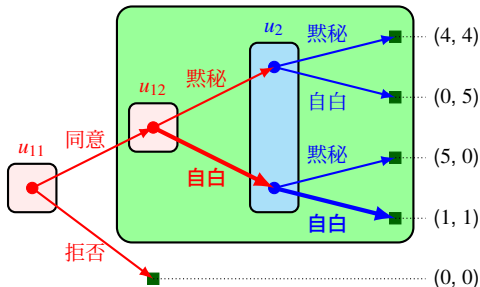 u₂
黙秘
(4, 4)
u₁₂
黙秘
自白
(0, 5)
u₁₁
同意
黙秘
(5, 0)
自白
自白
(1, 1)
拒否
(0, 0)